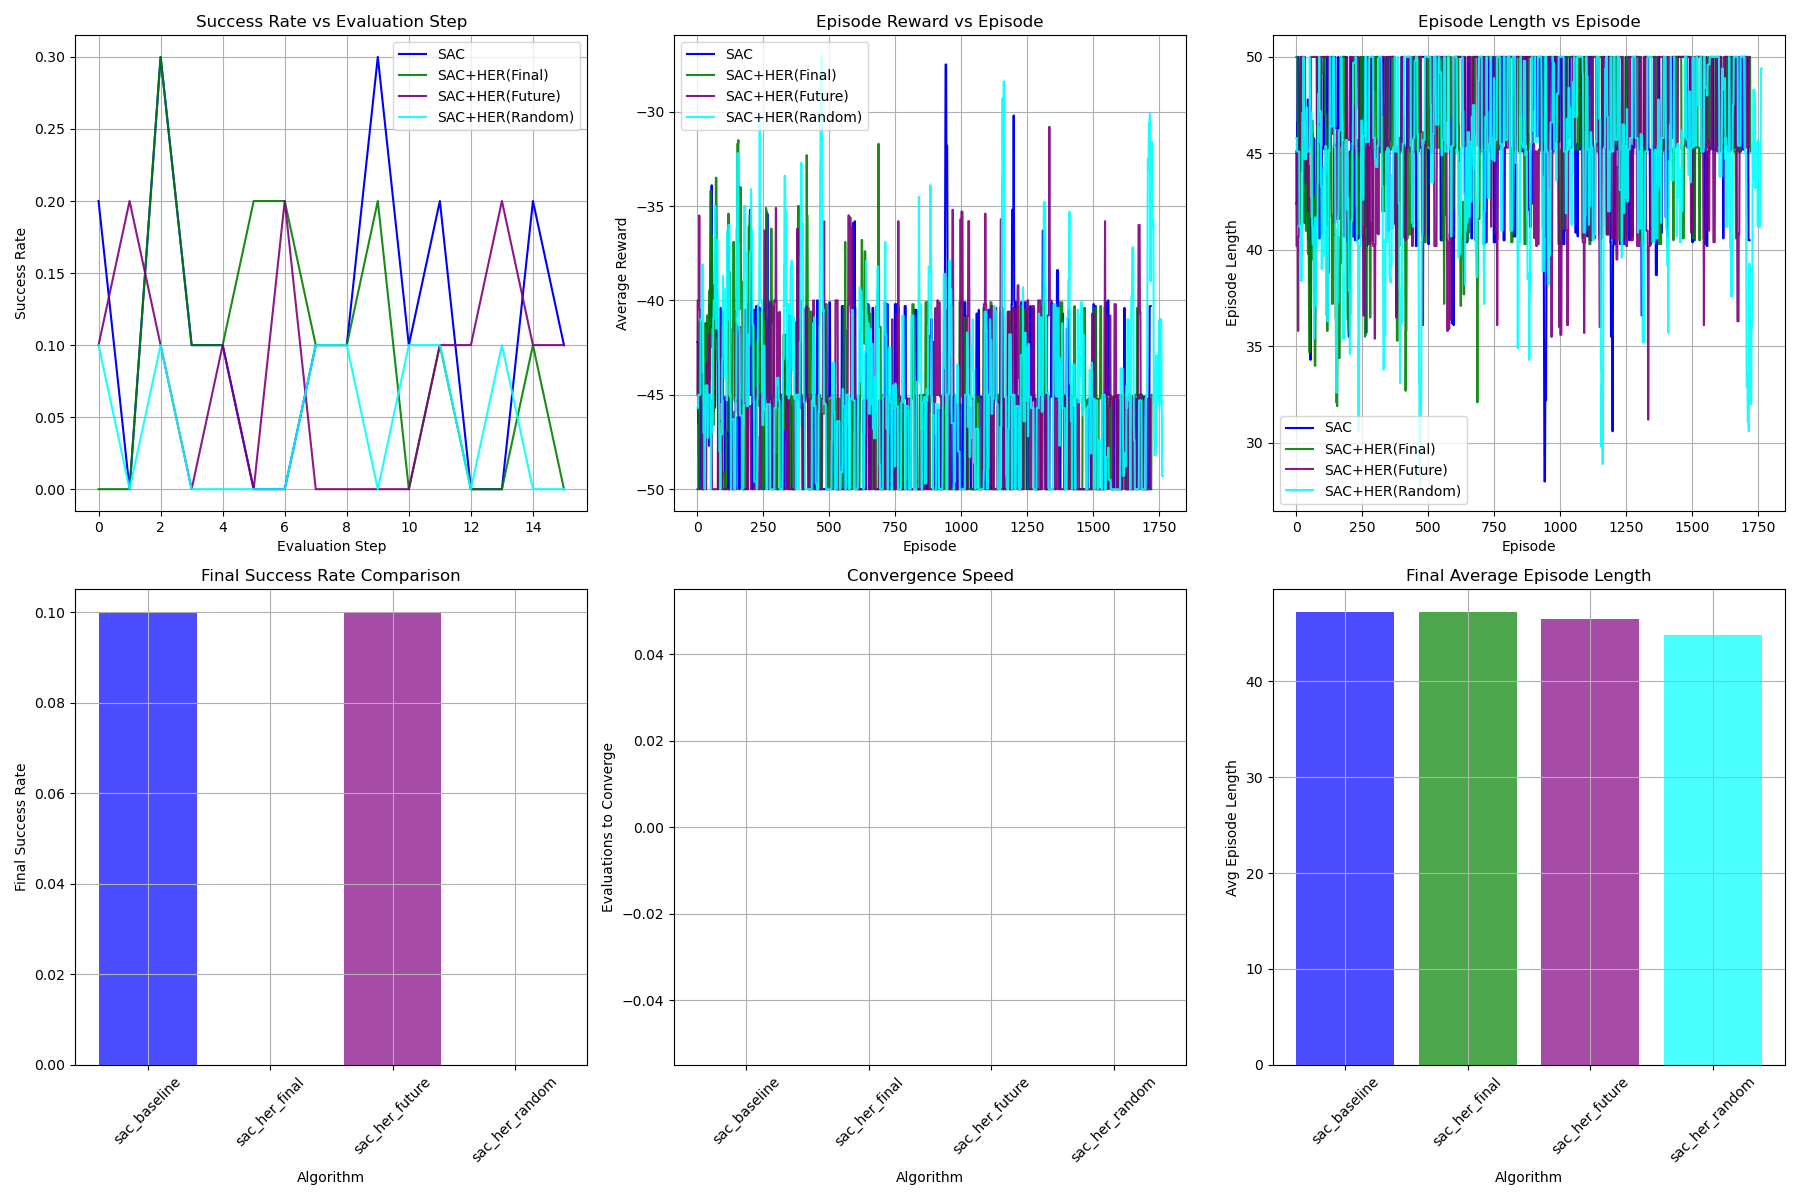 Success Rate vs Evaluation Step
Success Rate
0.30
0.25
0.20
0.15
0.10
0.05
0.00
SAC
SAC+HER(Final)
SAC+HER(Future)
SAC+HER(Random)
0 2 4 6 8 10 12 14
Evaluation Step
Episode Reward vs Episode
Average Reward
−30
−35
−40
−45
−50
SAC
SAC+HER(Final)
SAC+HER(Future)
SAC+HER(Random)
0 250 500 750 1000 1250 1500 1750
Episode
Episode Length vs Episode
Episode Length
50
45
40
35
30
SAC
SAC+HER(Final)
SAC+HER(Future)
SAC+HER(Random)
0 250 500 750 1000 1250 1500 1750
Episode
Final Success Rate Comparison
Final Success Rate
0.10
0.08
0.06
0.04
0.02
0.00
sac_baseline
sac_her_final
sac_her_future
sac_her_random
Algorithm
Convergence Speed
Evaluations to Converge
0.04
0.02
0.00
−0.02
−0.04
sac_baseline
sac_her_final
sac_her_future
sac_her_random
Algorithm
Final Average Episode Length
Avg Episode Length
40
30
20
10
0
sac_baseline
sac_her_final
sac_her_future
sac_her_random
Algorithm